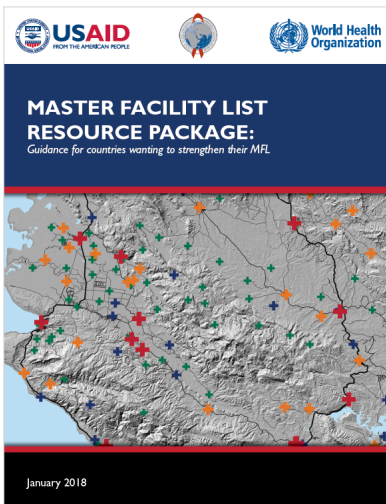 USAID
FROM THE AMERICAN PEOPLE
World Health
Organization
MASTER FACILITY LIST
RESOURCE PACKAGE:
Guidance for countries wanting to strengthen their MFL
January 2018